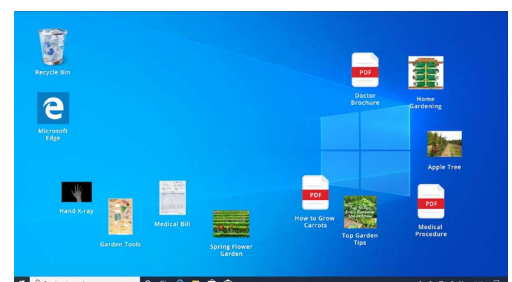 Recycle Bin
PDF
Doctor
Brochure
Home
Gardening
Microsoft
Edge
Apple Tree
Hand X-ray
Garden Tools
Medical Bill
Spring Flower
Garden
PDF
How to Grow
Carrots
Top Garden
Tips
PDF
Medical
Procedure